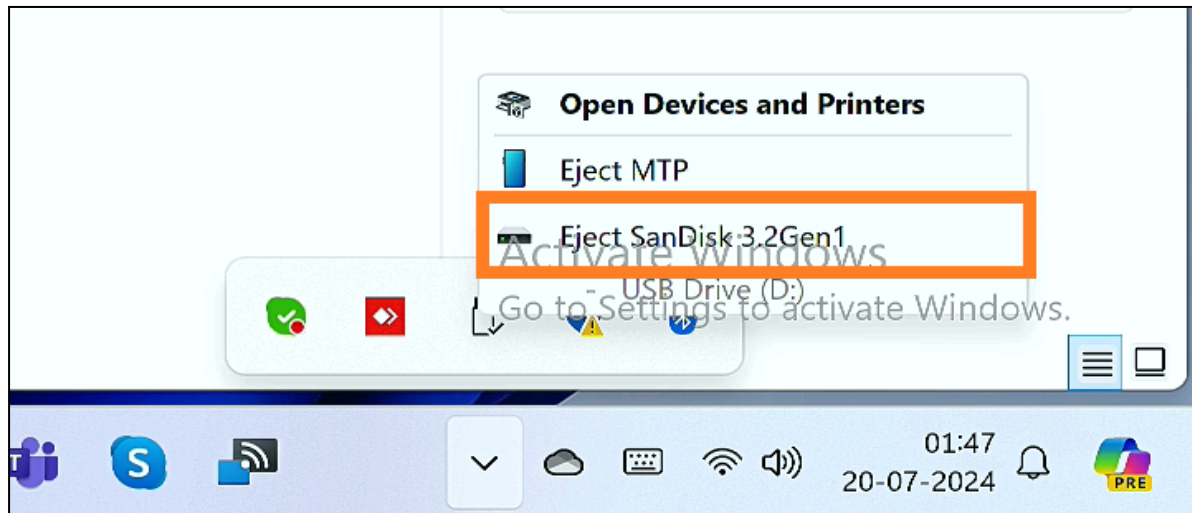 Open Devices and Printers
Eject MTP
Eject SanDisk 3.2Gen1
Activate Windows
- USB Drive (D:)
Go to Settings to activate Windows.
T
S
01:47
20-07-2024
PRE